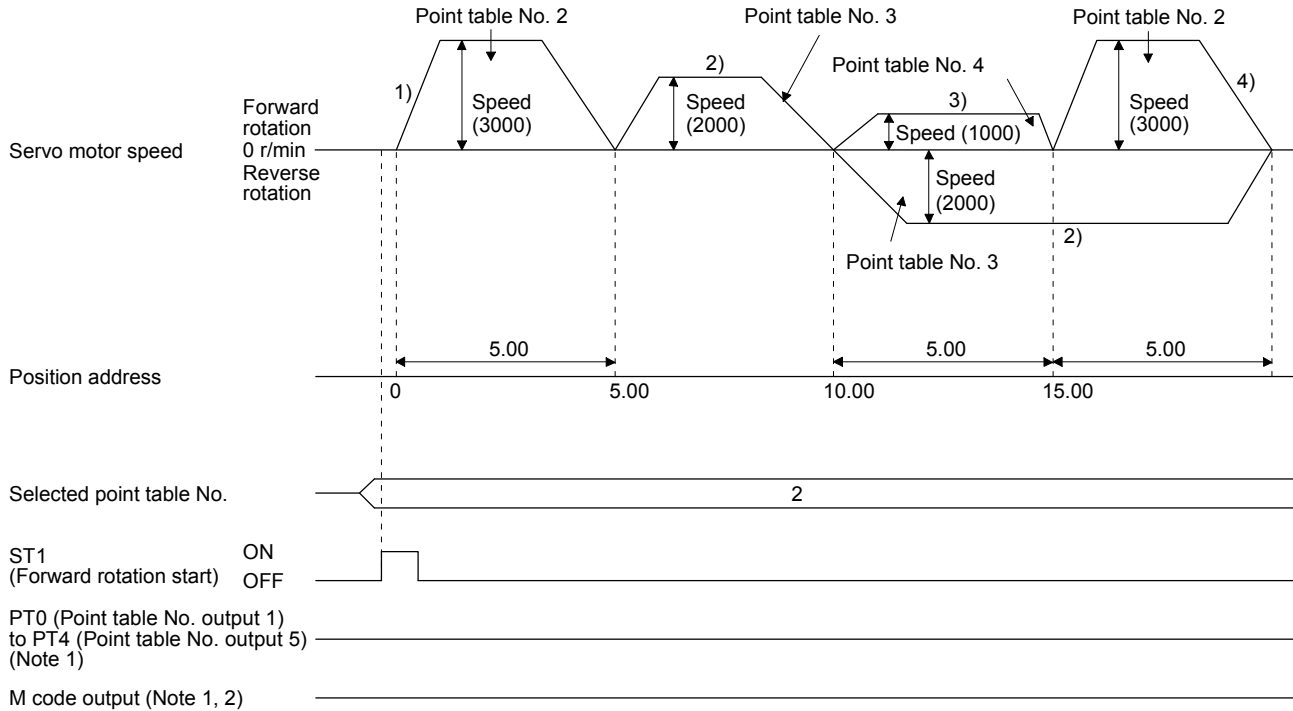 Point table No. 2
Point table No. 3
Point table No. 2
Point table No. 4
1)
2)
3)
4)
Speed
(3000)
Speed
(2000)
Speed (1000)
Speed
(3000)
Servo motor speed
Forward
rotation
0 r/min
Reverse
rotation
Speed
(2000)
2)
Point table No. 3
5.00
5.00
5.00
Position address
0
5.00
10.00
15.00
Selected point table No.
2
ST1
(Forward rotation start)
ON
OFF
PT0 (Point table No. output 1)
to PT4 (Point table No. output 5)
(Note 1)
M code output (Note 1, 2)